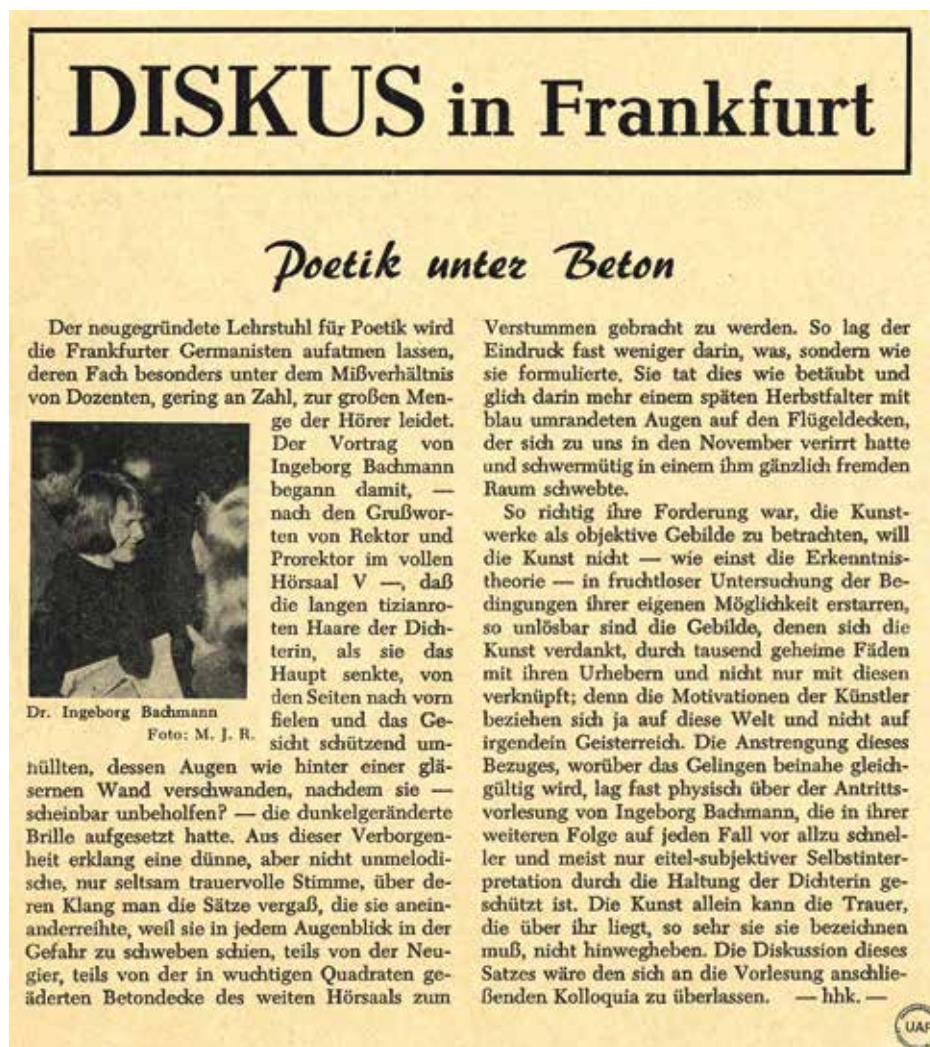 DISKUS in Frankfurt
Poetik unter Beton
Der neugegründete Lehrstuhl für Poetik wird
die Frankfurter Germanisten aufatmen lassen,
deren Fach besonders unter dem Mißverhältnis
von Dozenten, gering an Zahl, zur großen Men-
ge der Hörer leidet.
Der Vortrag von
Ingeborg Bachmann
begann damit, —
nach den Grußwor-
ten von Rektor und
Prorektor im vollen
Hörsaal V —, daß
die langen tizianro-
ten Haare der Dich-
terin, als sie das
Haupt senkte, von
den Seiten nach vorn
fielen und das Ge-
sicht schützend um-
hüllten, dessen Augen wie hinter einer glä-
sernen Wand verschwanden, nachdem sie —
scheinbar unbeholfen? — die dunkelgeränderte
Brille aufgesetzt hatte. Aus dieser Verborgen-
heit erklang eine dünne, aber nicht unmelodi-
sche, nur seltsam trauervolle Stimme, über de-
ren Klang man die Sätze vergaß, die sie anein-
anderreihte, weil sie in jedem Augenblick in der
Gefahr zu schweben schien, teils von der Neu-
gier, teils von der in wuchtigen Quadraten ge-
äderten Betondecke des weiten Hörsaals zum
Dr. Ingeborg Bachmann
Foto: M. J. R.
Verstummen gebracht zu werden. So lag der
Eindruck fast weniger darin, was, sondern wie
sie formulierte. Sie tat dies wie betäubt und
glich darin mehr einem späten Herbstfalter mit
blau umrandeten Augen auf den Flügeldecken,
der sich zu uns in den November verirrt hatte
und schwermütig in einem ihm gänzlich fremden
Raum schwebte.
So richtig ihre Forderung war, die Kunst-
werke als objektive Gebilde zu betrachten, will
die Kunst nicht — wie einst die Erkenntnis-
theorie — in fruchtloser Untersuchung der Be-
dingungen ihrer eigenen Möglichkeit erstarren,
so unlösbar sind die Gebilde, denen sich die
Kunst verdankt, durch tausend geheime Fäden
mit ihren Urhebern und nicht nur mit diesen
verknüpft; denn die Motivationen der Künstler
beziehen sich ja auf diese Welt und nicht auf
irgendein Geisterreich. Die Anstrengung dieses
Bezuges, worüber das Gelingen beinahe gleich-
gültig wird, lag fast physisch über der Antritts-
vorlesung von Ingeborg Bachmann, die in ihrer
weiteren Folge auf jeden Fall vor allzu schnel-
ler und meist nur eitel-subjektiver Selbstinter-
pretation durch die Haltung der Dichterin ge-
schützt ist. Die Kunst allein kann die Trauer,
die über ihr liegt, so sehr sie sie bezeichnen
muß, nicht hinwegheben. Die Diskussion dieses
Satzes wäre den sich an die Vorlesung anschlie-
ßenden Kolloquia zu überlassen. — hhk. —
UAF